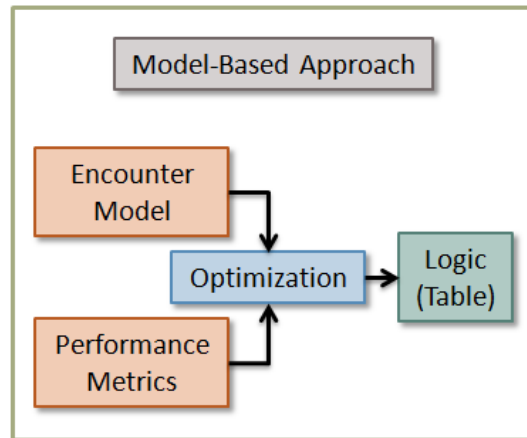 Model-Based Approach
Encounter
Model
Optimization
Logic
(Table)
Performance
Metrics